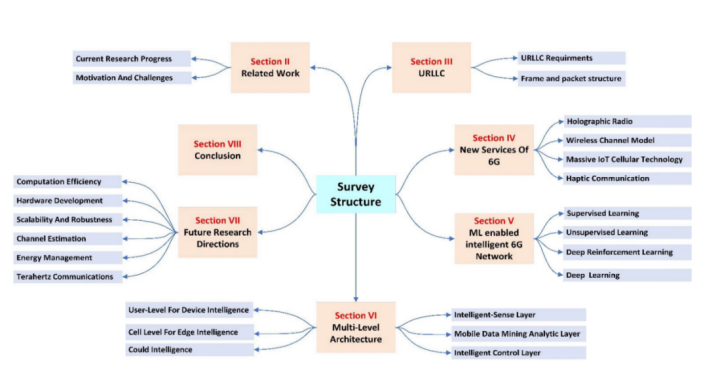 Section II
Related Work
Current Research Progress
Motivation And Challenges
Section III
URLLC
URLLC Requirments
Frame and packet structure
Section VIII
Conclusion
Section IV
New Services Of
6G
Holographic Radio
Wireless Channel Model
Massive IoT Cellular Technology
Haptic Communication
Survey
Structure
Section VII
Future Research
Directions
Computation Efficiency
Hardware Development
Scalability And Robustness
Channel Estimation
Energy Management
Terahertz Communications
Section V
ML enabled
intelligent 6G
Network
Supervised Learning
Unsupervised Learning
Deep Reinforcement Learning
Deep Learning
Section VI
Multi-Level
Architecture
User-Level For Device Intelligence
Cell Level For Edge Intelligence
Could Intelligence
Intelligent-Sense Layer
Mobile Data Mining Analytic Layer
Intelligent Control Layer